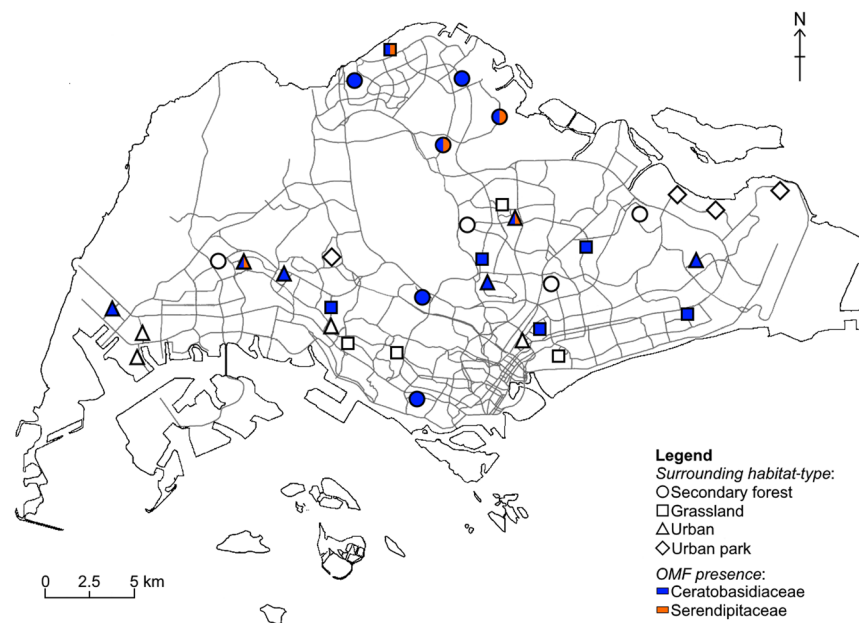 N
Legend
Surrounding habitat-type:
Secondary forest
Grassland
Urban
Urban park
OMF presence:
Ceratobasidiaceae
Serendipitaceae
0 2.5 5 km